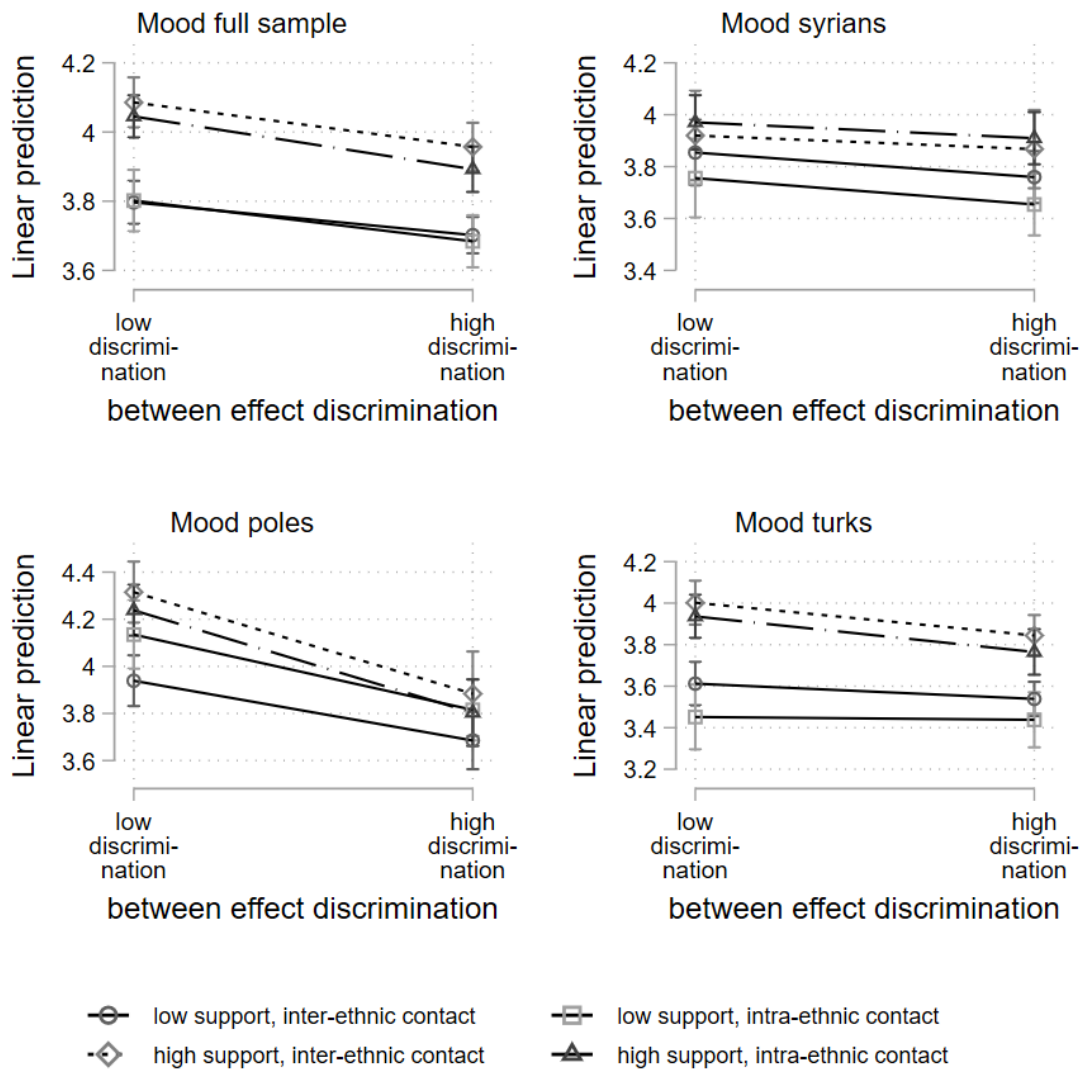 Mood full sample
Linear prediction
4.2
4
3.8
3.6
low
discrimi-
nation
high
discrimi-
nation
between effect discrimination
Mood syrians
Linear prediction
4.2
4
3.8
3.6
3.4
low
discrimi-
nation
high
discrimi-
nation
between effect discrimination
Mood poles
Linear prediction
4.4
4.2
4
3.8
3.6
low
discrimi-
nation
high
discrimi-
nation
between effect discrimination
Mood turks
Linear prediction
4.2
4
3.8
3.6
3.4
3.2
low
discrimi-
nation
high
discrimi-
nation
between effect discrimination
low support, inter-ethnic contact
low support, intra-ethnic contact
high support, inter-ethnic contact
high support, intra-ethnic contact